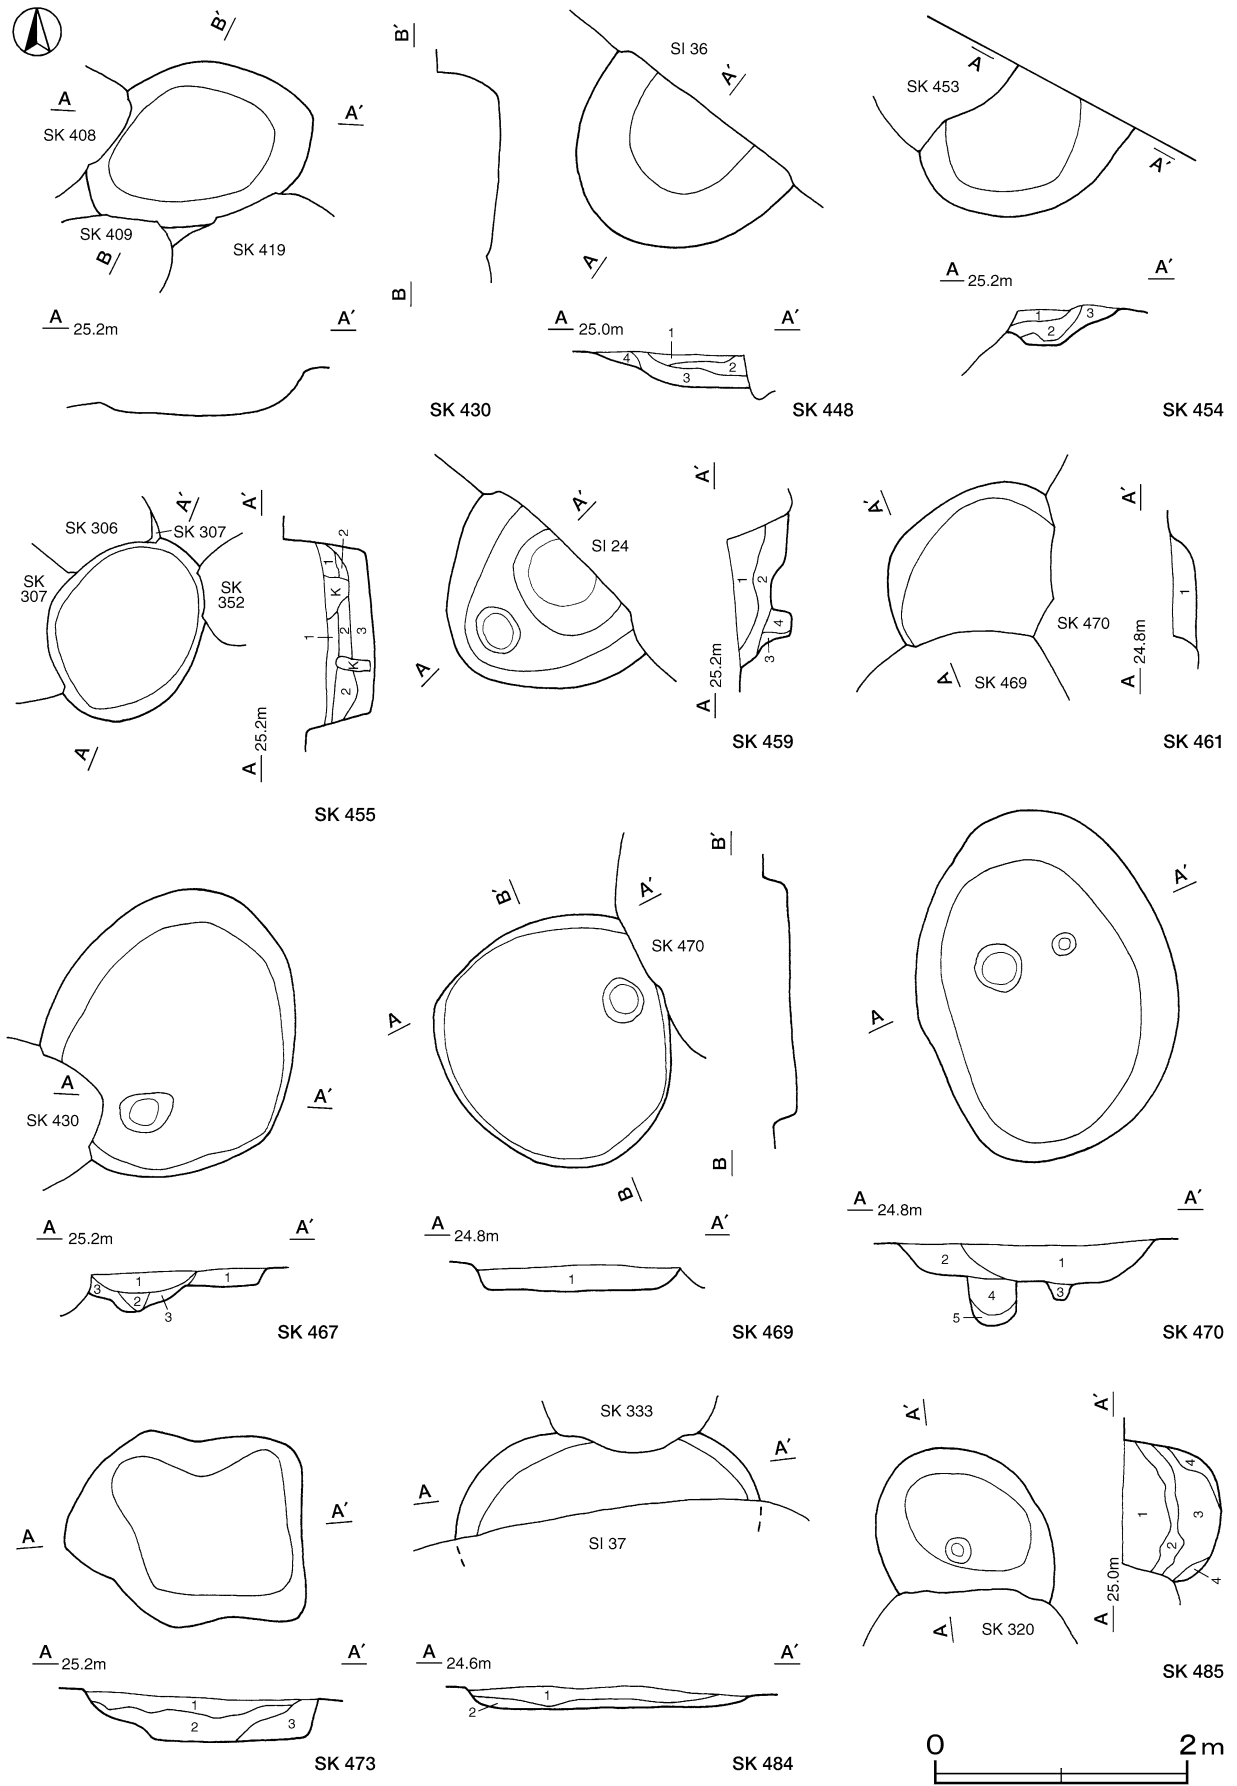 B B′
A A′
SK 408
SK 409
SK 419
B B′
A 25.2m A′
SK 430
SI 36
A A′
A 25.0m A′
1
4
2
3
SK 448
SK 453
A A′
A 25.2m A′
1
3
2
SK 454
SK 306
A′
SK 307
SK
307
SK
352
A
A′
2
1
K
1
2
3
K
2
A 25.2m
SK 455
A′
SI 24
A
A′
1
2
4
3
A 25.2m
SK 459
A′
SK 470
A
SK 469
A′
1
A 24.8m
SK 461
A A′
SK 430
A 25.2m A′
1 1
3
2
3
SK 467
B′
A′
SK 470
A
B
B′
B
A 24.8m A′
1
SK 469
A′
A
A 24.8m A′
2
1
4
3
5
SK 470
A A′
A 25.2m A′
1
2
3
SK 473
SK 333
A A′
SI 37
A 24.6m A′
1
2
SK 484
A′
A
SK 320
A′
4
1
3
2
4
A 25.0m
SK 485
0 2 m